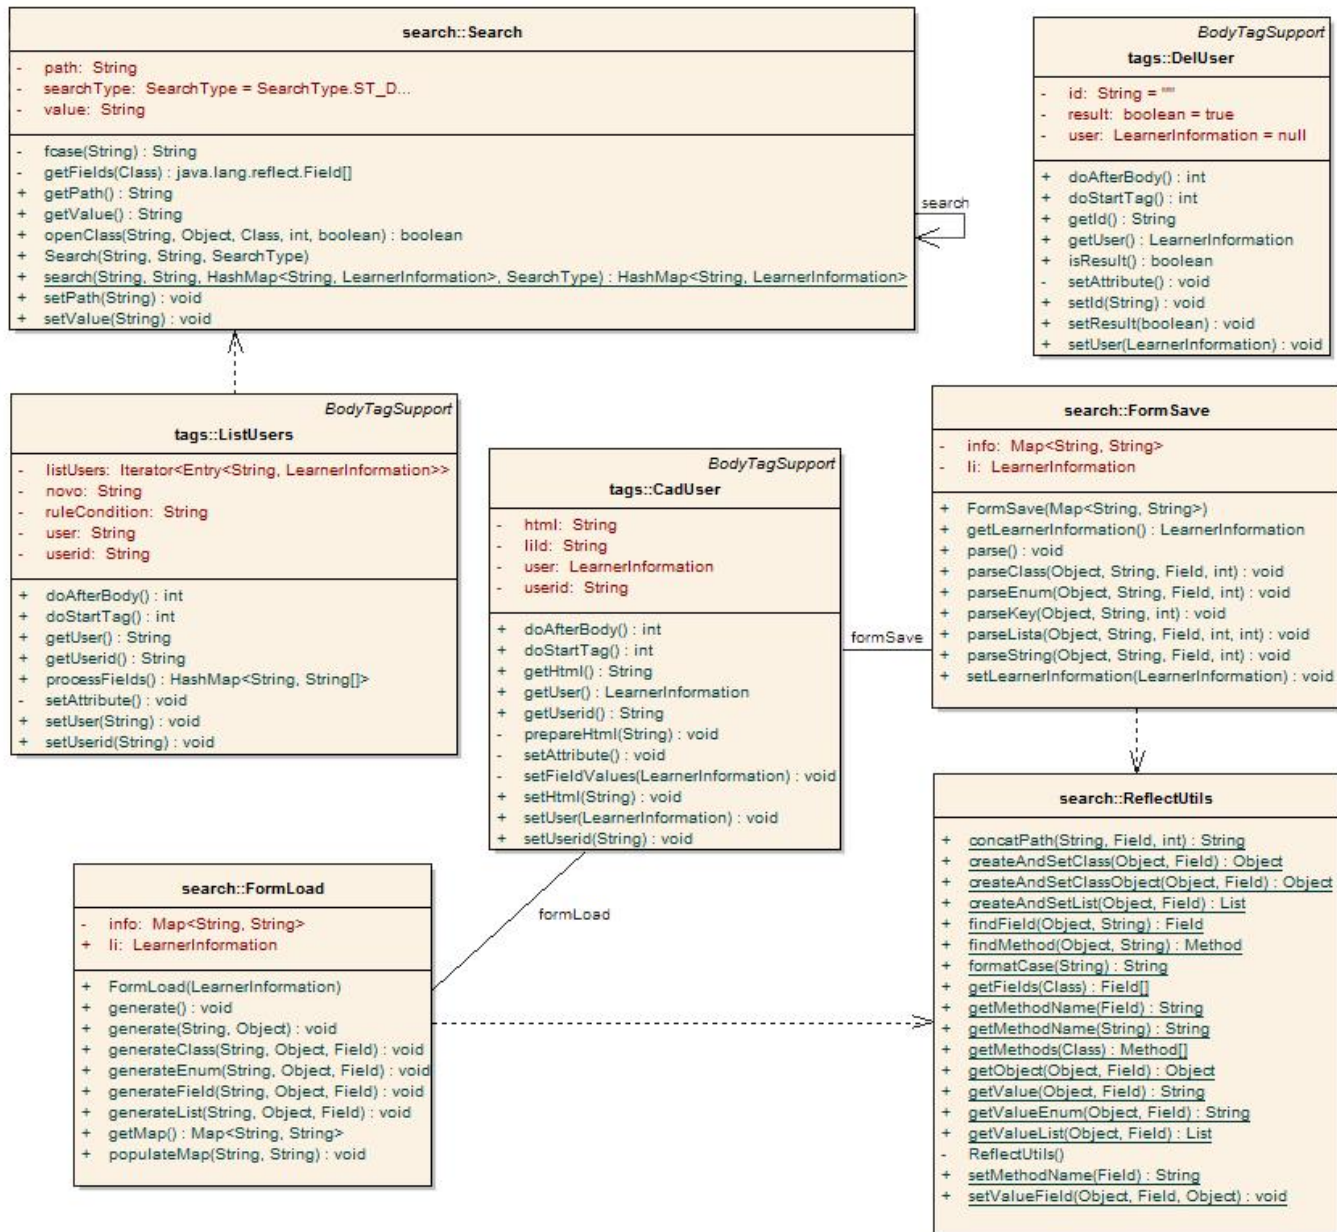 search::Search
- path: String
- searchType: SearchType = SearchType.ST_D...
- value: String
- fcase(String) : String
- getFields(Class) : java.lang.reflect.Field[]
+ getPath() : String
+ getValue() : String
+ openClass(String, Object, Class, int, boolean) : boolean
+ Search(String, String, SearchType)
+ search(String, String, HashMap<String, LearnerInformation>, SearchType) : HashMap<String, LearnerInformation>
+ setPath(String) : void
+ setValue(String) : void
search
BodyTagSupport
tags::DelUser
- id: String = ""
- result: boolean = true
- user: LearnerInformation = null
+ doAfterBody() : int
+ doStartTag() : int
+ getId() : String
+ getUser() : LearnerInformation
+ isResult() : boolean
- setAttribute() : void
+ setId(String) : void
+ setResult(boolean) : void
+ setUser(LearnerInformation) : void
BodyTagSupport
tags::ListUsers
- listUsers: Iterator<Entry<String, LearnerInformation>>
- novo: String
- ruleCondition: String
- user: String
- userid: String
+ doAfterBody() : int
+ doStartTag() : int
+ getUser() : String
+ getUserid() : String
+ processFields() : HashMap<String, String[]>
- setAttribute() : void
+ setUser(String) : void
+ setUserid(String) : void
BodyTagSupport
tags::CadUser
- html: String
- liId: String
- user: LearnerInformation
- userid: String
+ doAfterBody() : int
+ doStartTag() : int
+ getHtml() : String
+ getUser() : LearnerInformation
+ getUserid() : String
- prepareHtml(String) : void
- setAttribute() : void
- setFieldValues(LearnerInformation) : void
+ setHtml(String) : void
+ setUser(LearnerInformation) : void
+ setUserid(String) : void
formSave
search::FormSave
- info: Map<String, String>
- li: LearnerInformation
+ FormSave(Map<String, String>)
+ getLearnerInformation() : LearnerInformation
+ parse() : void
+ parseClass(Object, String, Field, int) : void
+ parseEnum(Object, String, Field, int) : void
+ parseKey(Object, String, int) : void
+ parseLista(Object, String, Field, int, int) : void
+ parseString(Object, String, Field, int) : void
+ setLearnerInformation(LearnerInformation) : void
formLoad
search::FormLoad
- info: Map<String, String>
+ li: LearnerInformation
+ FormLoad(LearnerInformation)
+ generate() : void
+ generate(String, Object) : void
+ generateClass(String, Object, Field) : void
+ generateEnum(String, Object, Field) : void
+ generateField(String, Object, Field) : void
+ generateList(String, Object, Field) : void
+ getMap() : Map<String, String>
+ populateMap(String, String) : void
search::ReflectUtils
+ concatPath(String, Field, int) : String
+ createAndSetClass(Object, Field) : Object
+ createAndSetClassObject(Object, Field) : Object
+ createAndSetList(Object, Field) : List
+ findField(Object, String) : Field
+ findMethod(Object, String) : Method
+ formatCase(String) : String
+ getFields(Class) : Field[]
+ getMethodName(Field) : String
+ getMethodName(String) : String
+ getMethods(Class) : Method[]
+ getObject(Object, Field) : Object
+ getValue(Object, Field) : String
+ getValueEnum(Object, Field) : String
+ getValueList(Object, Field) : List
- ReflectUtils()
+ setMethodName(Field) : String
+ setValueField(Object, Field, Object) : void